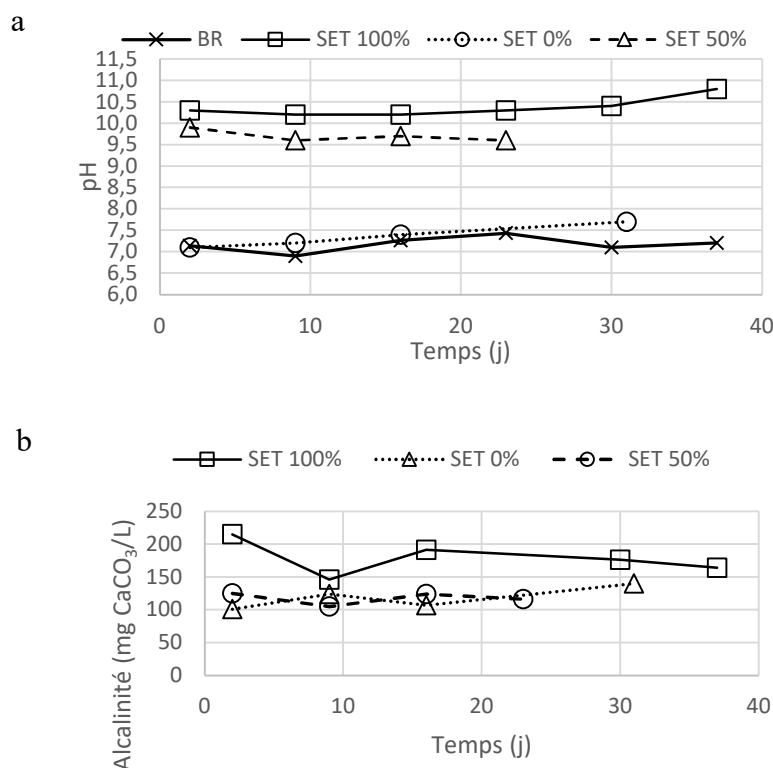 a
BR SET 100% SET 0% SET 50%
11,5
11,0
10,5
10,0
9,5
9,0
8,5
8,0
7,5
7,0
6,5
6,0
pH
0 10 20 30 40
Temps (j)
b
SET 100% SET 0% SET 50%
250
200
150
100
50
0
Alcalinité (mg CaCO₃/L)
0 10 20 30 40
Temps (j)